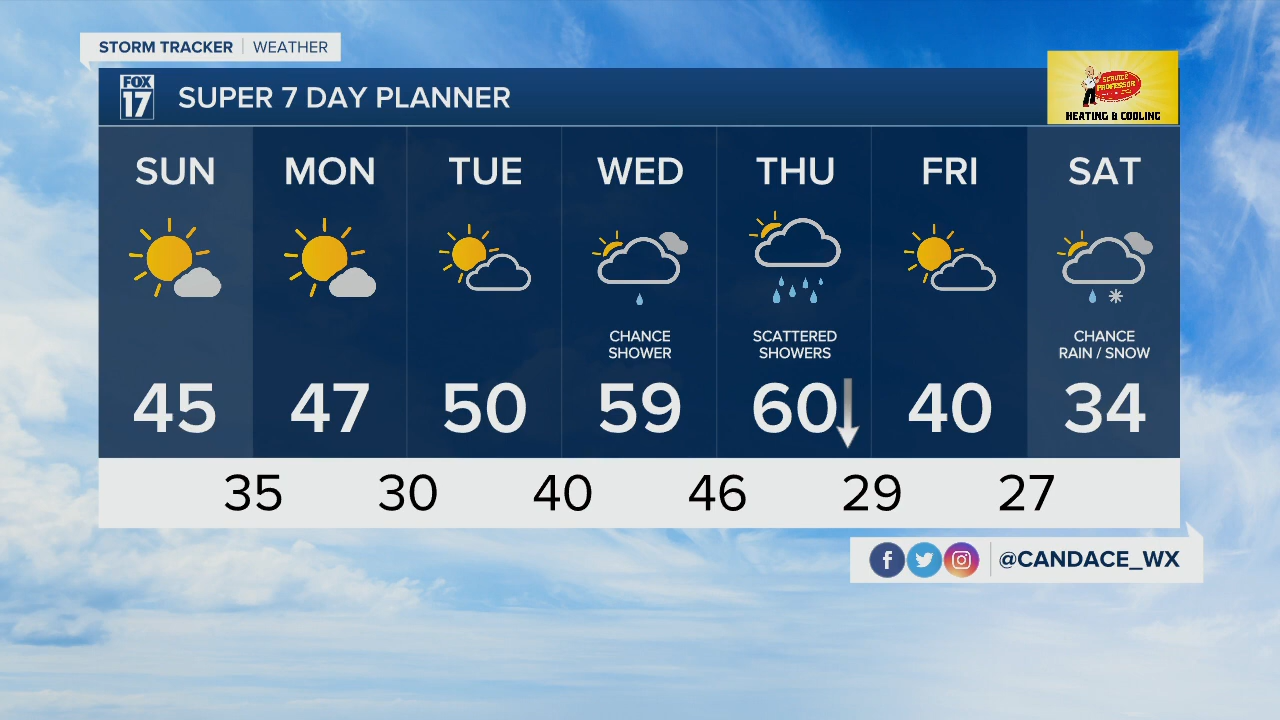 STORM TRACKER | WEATHER
FOX
17
SUPER 7 DAY PLANNER
SERVICE
PROFESSOR
HEATING & COOLING
SUN MON TUE WED THU FRI SAT
CHANCE SHOWER
SCATTERED SHOWERS
CHANCE RAIN / SNOW
45 47 50 59 60 40 34
35 30 40 46 29 27
@CANDACE_WX